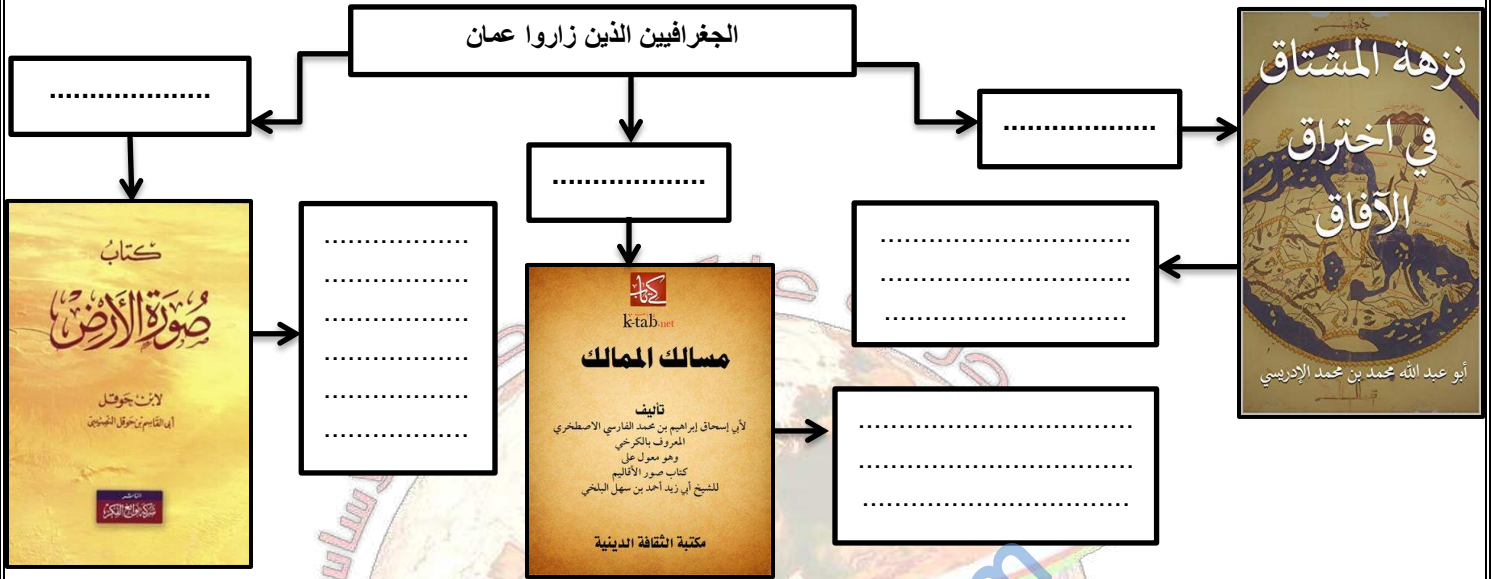 الجغرافيين الذين زاروا عمان
....................
...................
...................
نزهة المشتاق
في اختراق
الآفاق
أبو عبد الله محمد بن محمد الإدريسي
..............................
..............................
.............................
كتاب
صورة الأرض
لابن حوقل
أبي القاسم بن حوقل النصيبي
الناشر
..................
..................
..................
..................
..................
..................
كتاب
k-tab.net
مسالك الممالك
تأليف
لأبي إسحاق إبراهيم بن محمد الفارسي الاصطخري
المعروف بالكرخي
وهو معول على
كتاب صور الأقاليم
للشيخ أبي زيد أحمد بن سهل البلخي
مكتبة الثقافة الدينية
.................................
.................................
................................